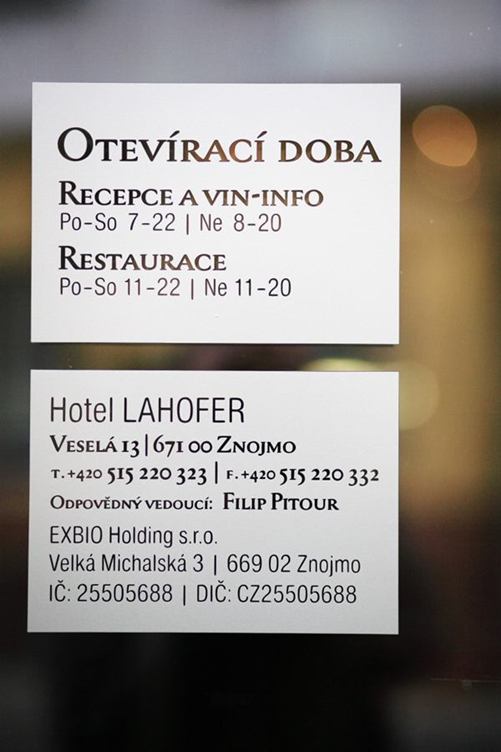 Otevírací doba
Recepce a vin-info
Po-So 7-22 | Ne 8-20
Restaurace
Po-So 11-22 | Ne 11-20
Hotel LAHOFER
Veselá 13 | 671 00 Znojmo
T. +420 515 220 323 | F. +420 515 220 332
Odpovědný vedoucí: Filip Pitour
EXBIO Holding s.r.o.
Velká Michalská 3 | 669 02 Znojmo
IČ: 25505688 | DIČ: CZ25505688